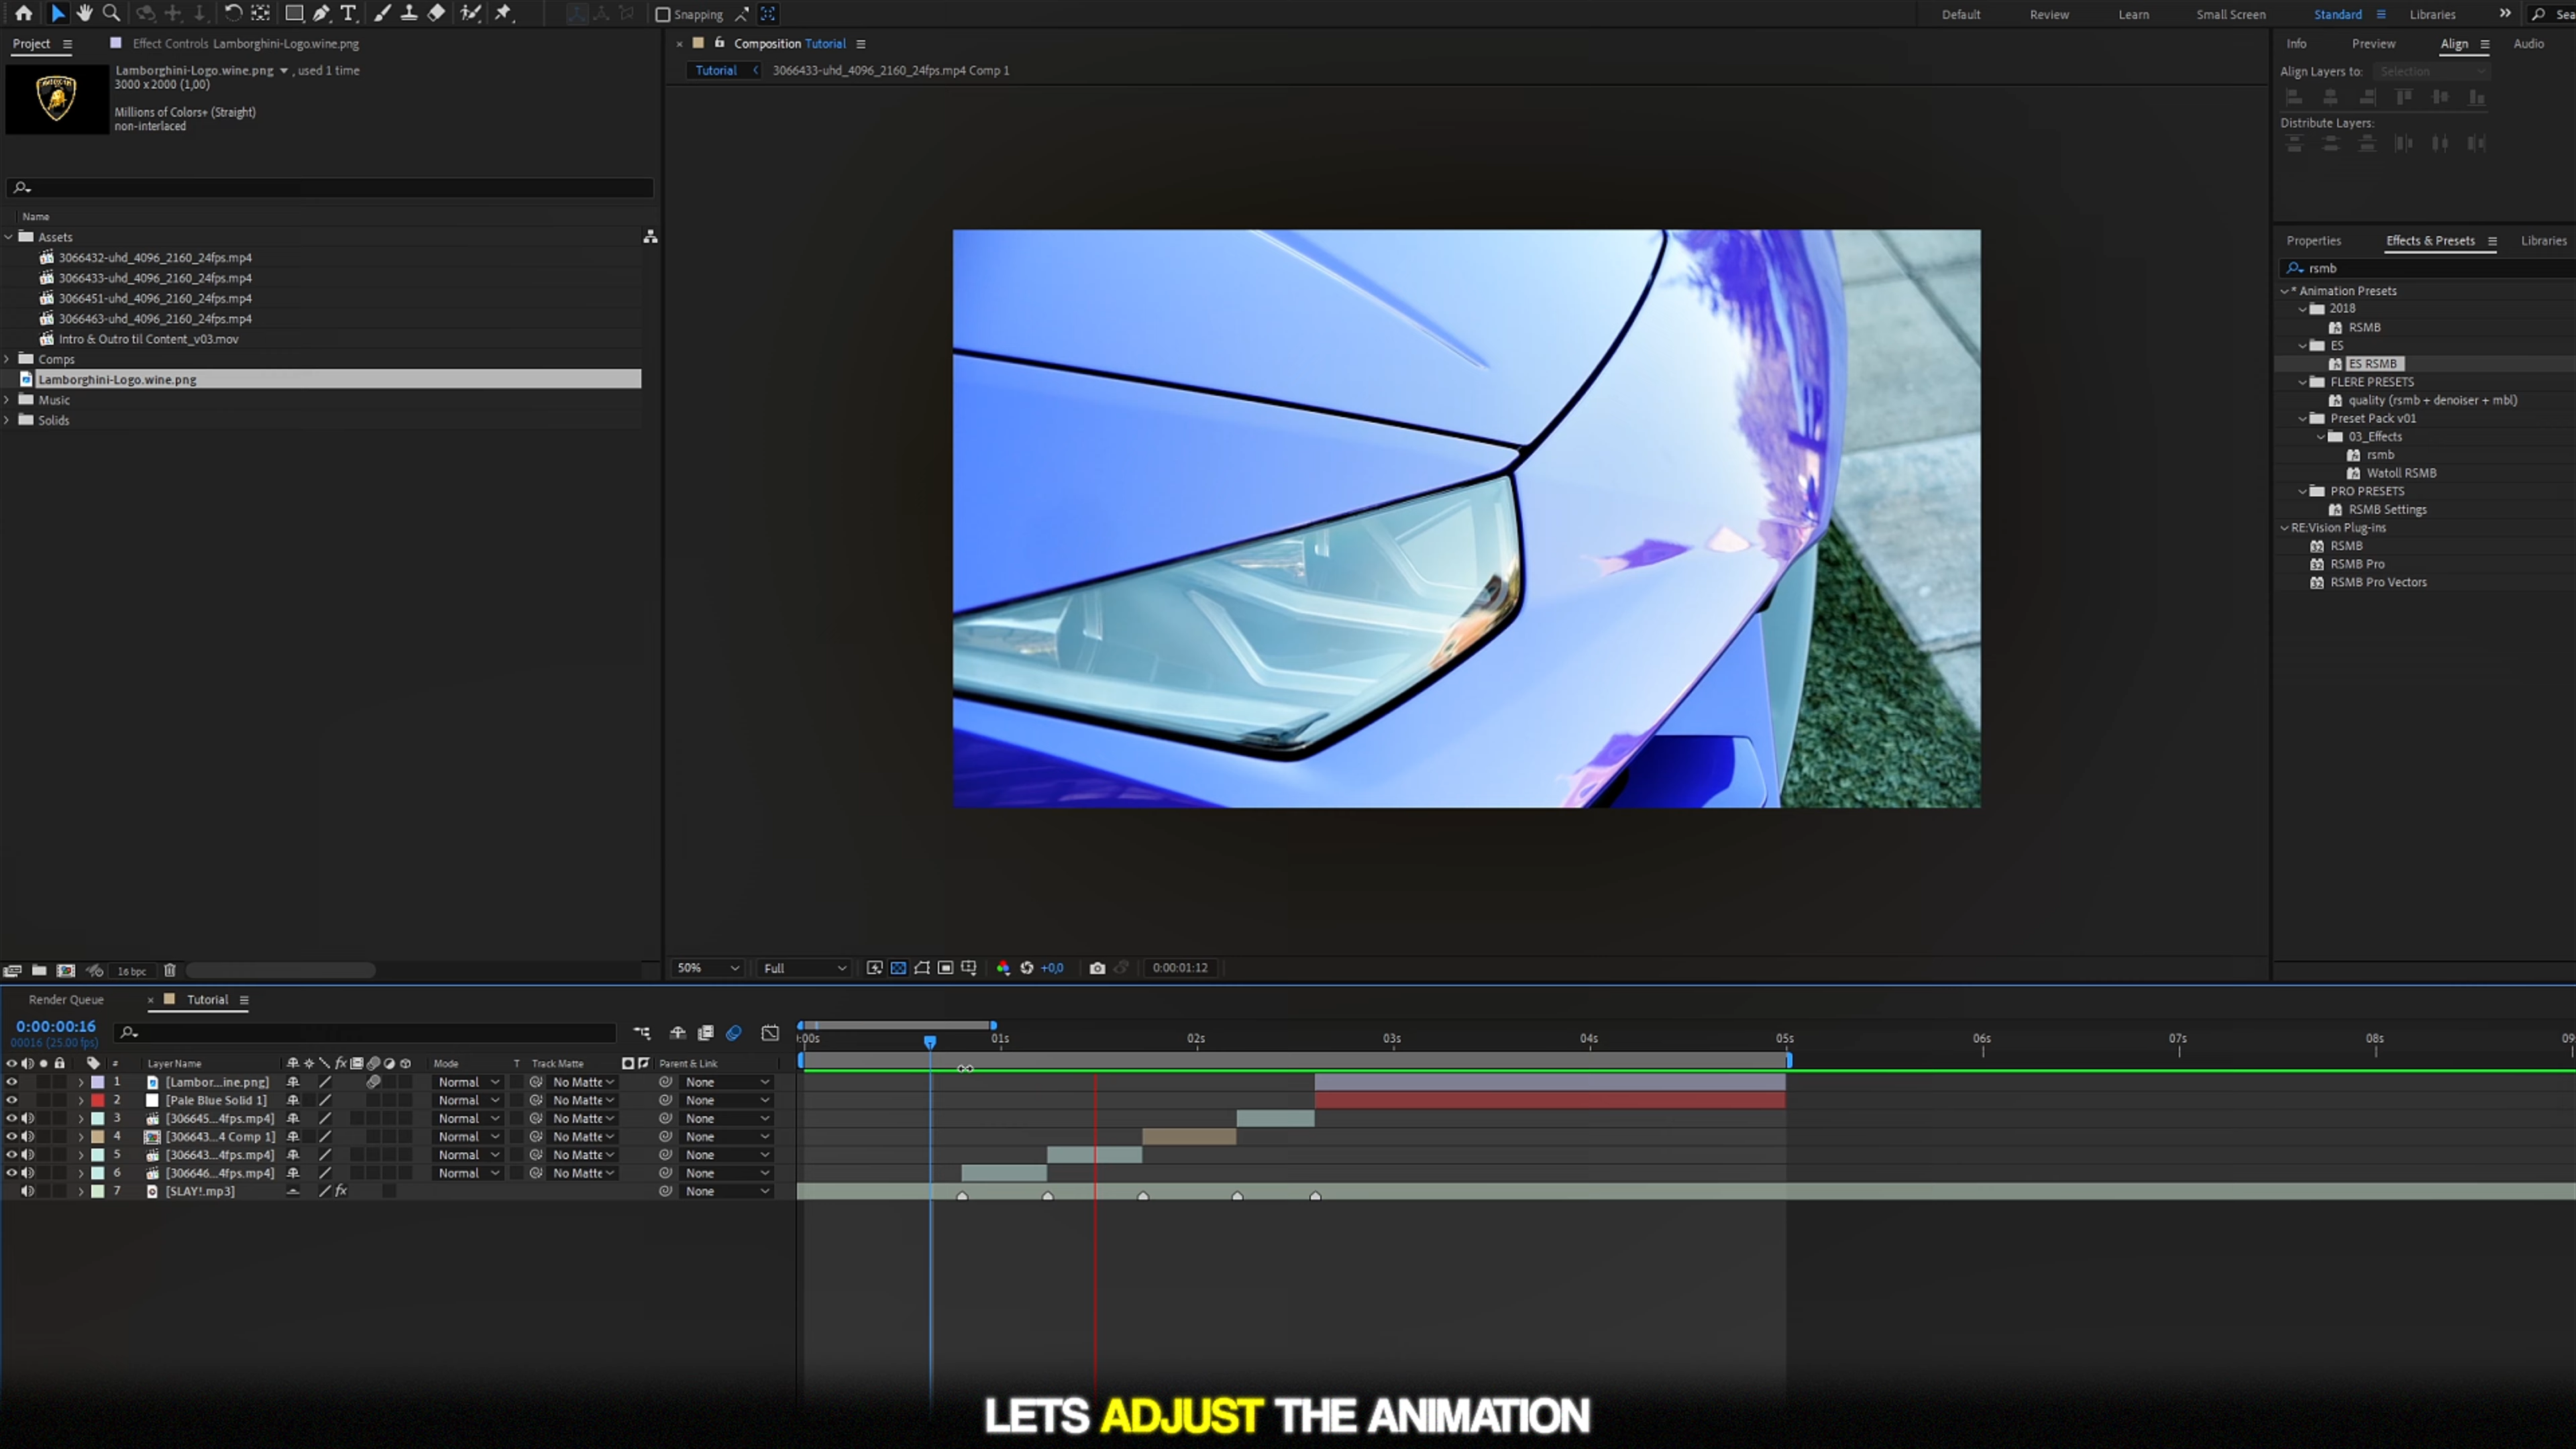 Snapping
Default Review Learn Small Screen Standard Libraries
Project Effect Controls Lamborghini-Logo.wine.png
Lamborghini-Logo.wine.png , used 1 time
3000 x 2000 (1,00)
Millions of Colors+ (Straight)
non-interlaced
Name
Assets
3066432-uhd_4096_2160_24fps.mp4
3066433-uhd_4096_2160_24fps.mp4
3066451-uhd_4096_2160_24fps.mp4
3066463-uhd_4096_2160_24fps.mp4
Intro & Outro til Content_v03.mov
Comps
Lamborghini-Logo.wine.png
Music
Solids
16 bpc
Composition Tutorial
Tutorial 3066433-uhd_4096_2160_24fps.mp4 Comp 1
50% Full +0,0 0:00:01:12
Info Preview Align Audio
Align Layers to: Selection
Distribute Layers:
Properties Effects & Presets Libraries
rsmb
* Animation Presets
2018
RSMB
ES
ES RSMB
FLERE PRESETS
quality (rsmb + denoiser + mbl)
Preset Pack v01
03_Effects
rsmb
Watoll RSMB
PRO PRESETS
RSMB Settings
RE:Vision Plug-ins
RSMB
RSMB Pro
RSMB Pro Vectors
Render Queue Tutorial
0:00:00:16
00016 (25.00 fps)
:00s 01s 02s 03s 04s 05s 06s 07s 08s 09
# Layer Name fx Mode T Track Matte Parent & Link
1 [Lambor...ine.png] Normal No Matte None
2 [Pale Blue Solid 1] Normal No Matte None
3 [306645...4fps.mp4] Normal No Matte None
4 [306643...4 Comp 1] Normal No Matte None
5 [306643...4fps.mp4] Normal No Matte None
6 [306646...4fps.mp4] Normal No Matte None
7 [SLAY!.mp3] fx None
LETS ADJUST THE ANIMATION